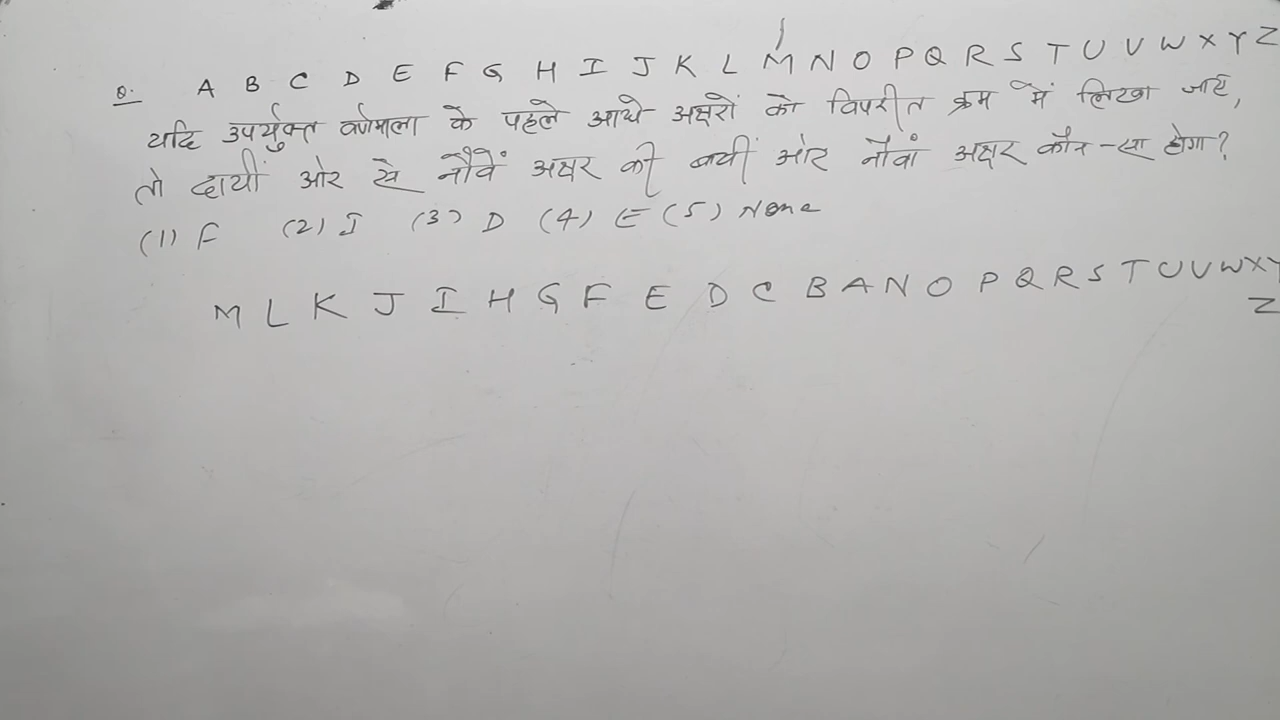 Q. A B C D E F G H I J K L M N O P Q R S T U V W X Y Z
यदि उपर्युक्त वर्णमाला के पहले आधे अक्षरों को विपरीत क्रम में लिखा जाए,
तो दायीं ओर से नौवें अक्षर की बायीं ओर नौवां अक्षर कौन-सा होगा?
(1) F (2) I (3) D (4) E (5) None
M L K J I H G F E D C B A N O P Q R S T U V W X Y
Z